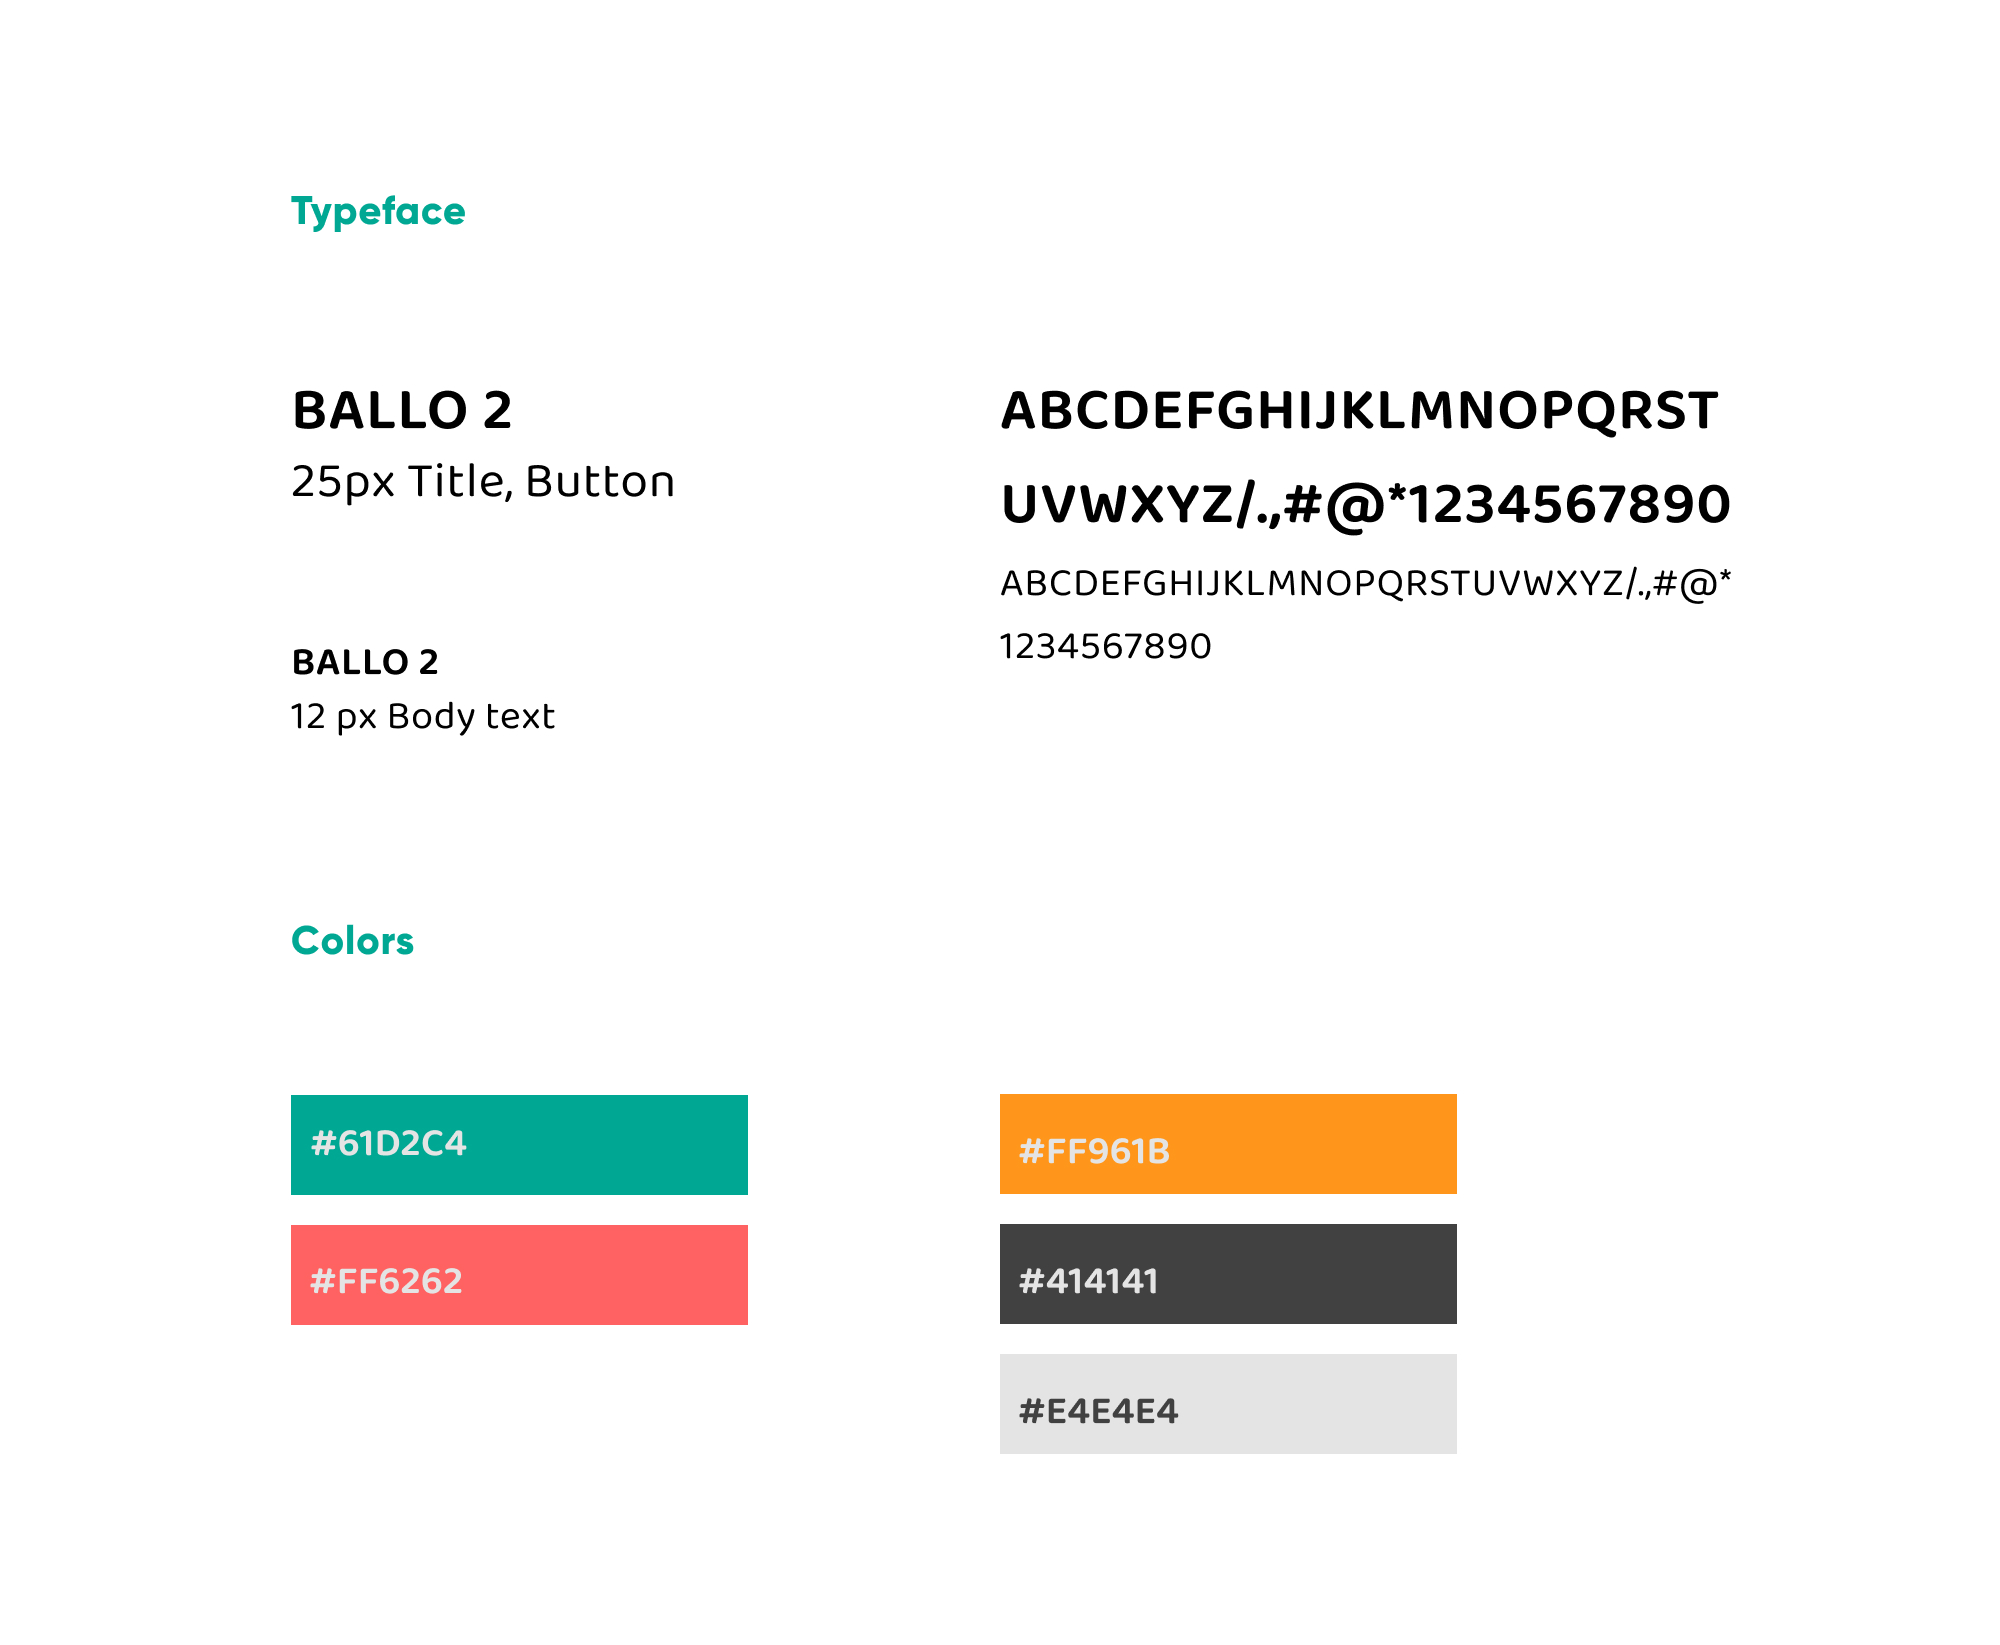 Typeface
BALLO 2
25px Title, Button
BALLO 2
12 px Body text
ABCDEFGHIJKLMNOPQRST
UVWXYZ/.,#@*1234567890
ABCDEFGHIJKLMNOPQRSTUVWXYZ/.,#@*
1234567890
Colors
#61D2C4
#FF6262
#FF961B
#414141
#E4E4E4